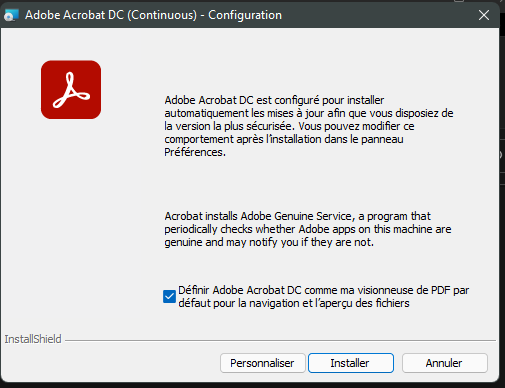 Adobe Acrobat DC (Continuous) - Configuration
Adobe Acrobat DC est configuré pour installer
automatiquement les mises à jour afin que vous disposiez de
la version la plus sécurisée. Vous pouvez modifier ce
comportement après l'installation dans le panneau
Préférences.
Acrobat installs Adobe Genuine Service, a program that
periodically checks whether Adobe apps on this machine are
genuine and may notify you if they are not.
Définir Adobe Acrobat DC comme ma visionneuse de PDF par
défaut pour la navigation et l'aperçu des fichiers
InstallShield
Personnaliser
Installer
Annuler